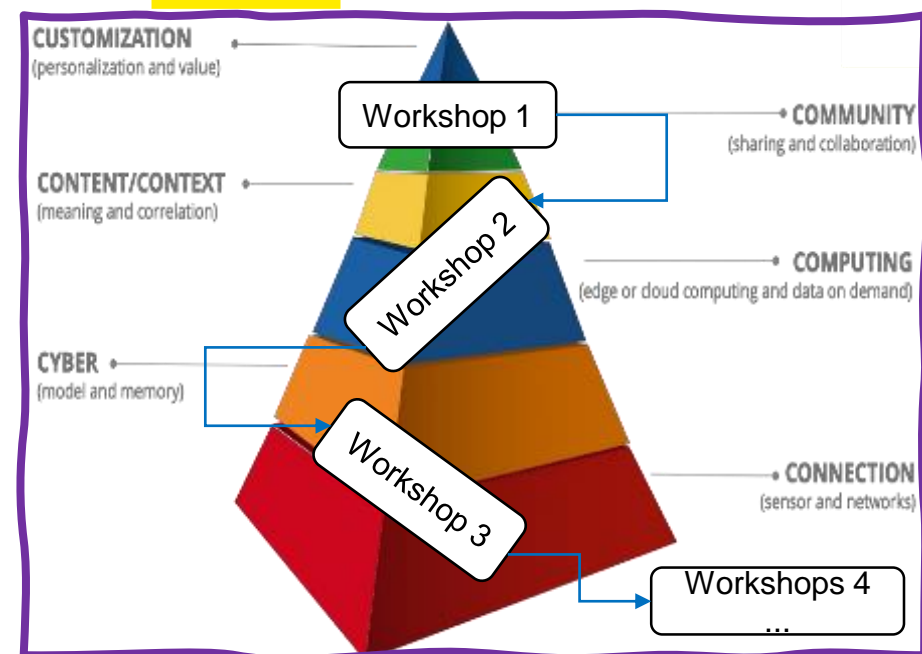 CUSTOMIZATION
(personalization and value)
Workshop 1
COMMUNITY
(sharing and collaboration)
CONTENT/CONTEXT
(meaning and correlation)
Workshop 2
COMPUTING
(edge or cloud computing and data on demand)
CYBER
(model and memory)
Workshop 3
CONNECTION
(sensor and networks)
Workshops 4
...